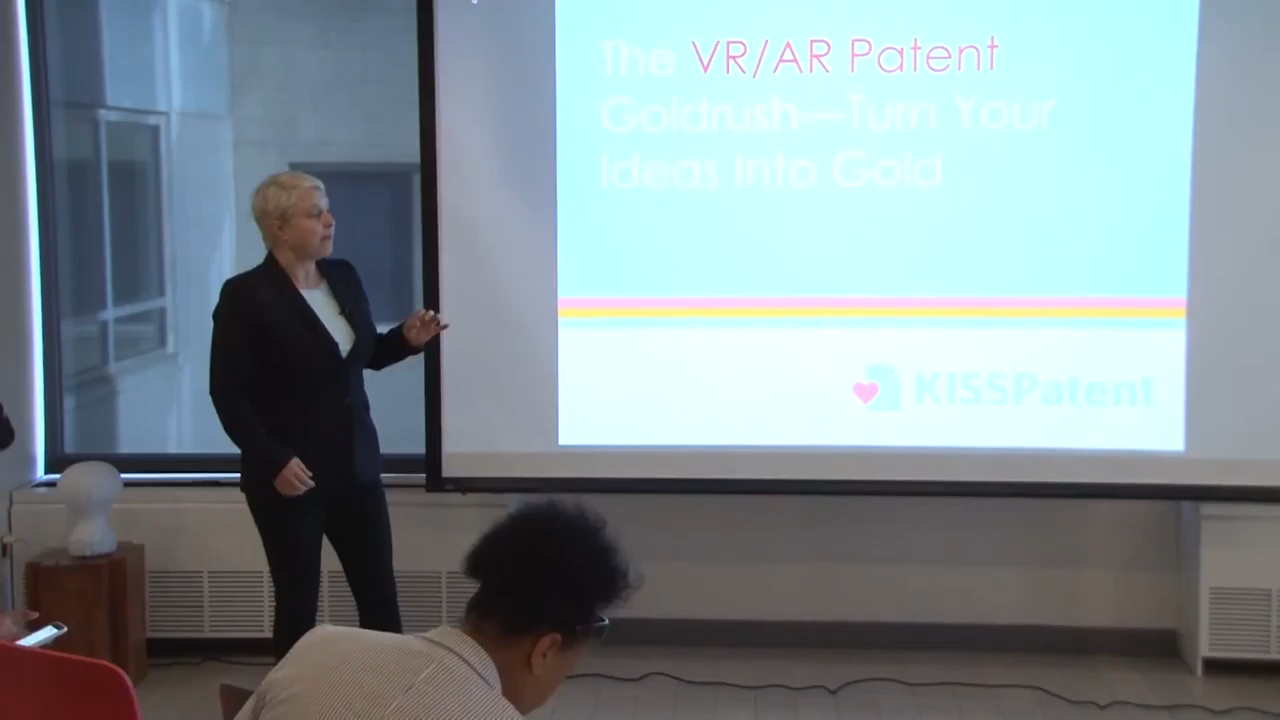 The VR/AR Patent
Goldrush—Turn Your
Ideas Into Gold
KISSPatent